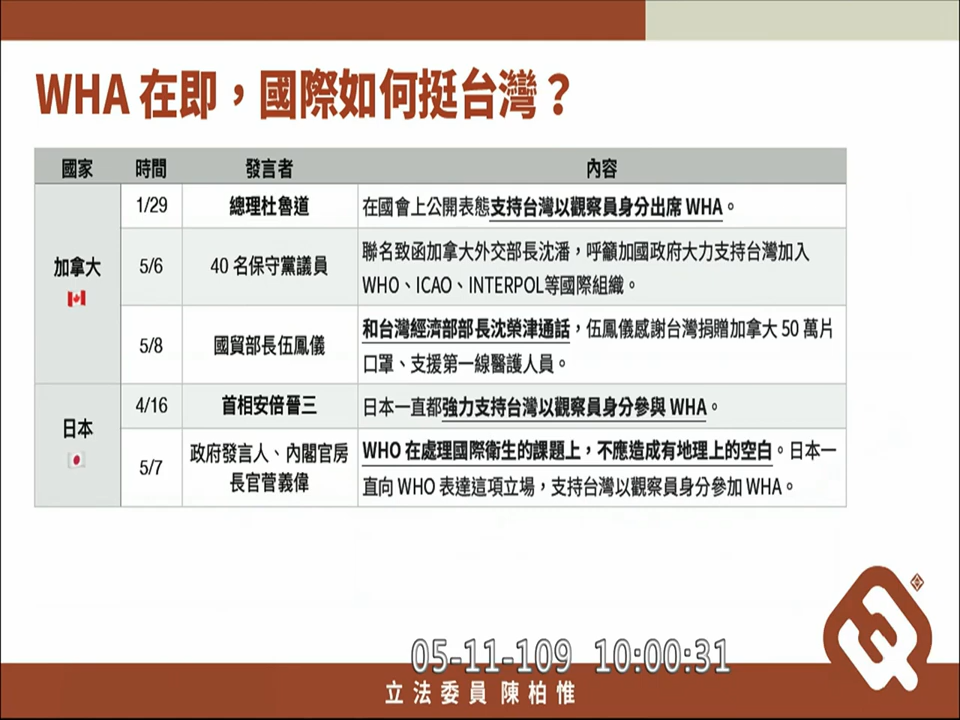 WHA 在即，國際如何挺台灣？
國家 時間 發言者 內容
加拿大
1/29 總理杜魯道 在國會上公開表態支持台灣以觀察員身分出席 WHA。
5/6 40 名保守黨議員 聯名致函加拿大外交部長沈潘，呼籲加國政府大力支持台灣加入
WHO、ICAO、INTERPOL等國際組織。
5/8 國貿部長伍鳳儀 和台灣經濟部部長沈榮津通話，伍鳳儀感謝台灣捐贈加拿大 50 萬片
口罩、支援第一線醫護人員。
日本
4/16 首相安倍晉三 日本一直都強力支持台灣以觀察員身分參與 WHA。
5/7 政府發言人、內閣官房
長官菅義偉
WHO 在處理國際衛生的課題上，不應造成有地理上的空白。日本一
直向 WHO 表達這項立場，支持台灣以觀察員身分參加 WHA。
05-11-109 10:00:31
立法委員 陳柏惟